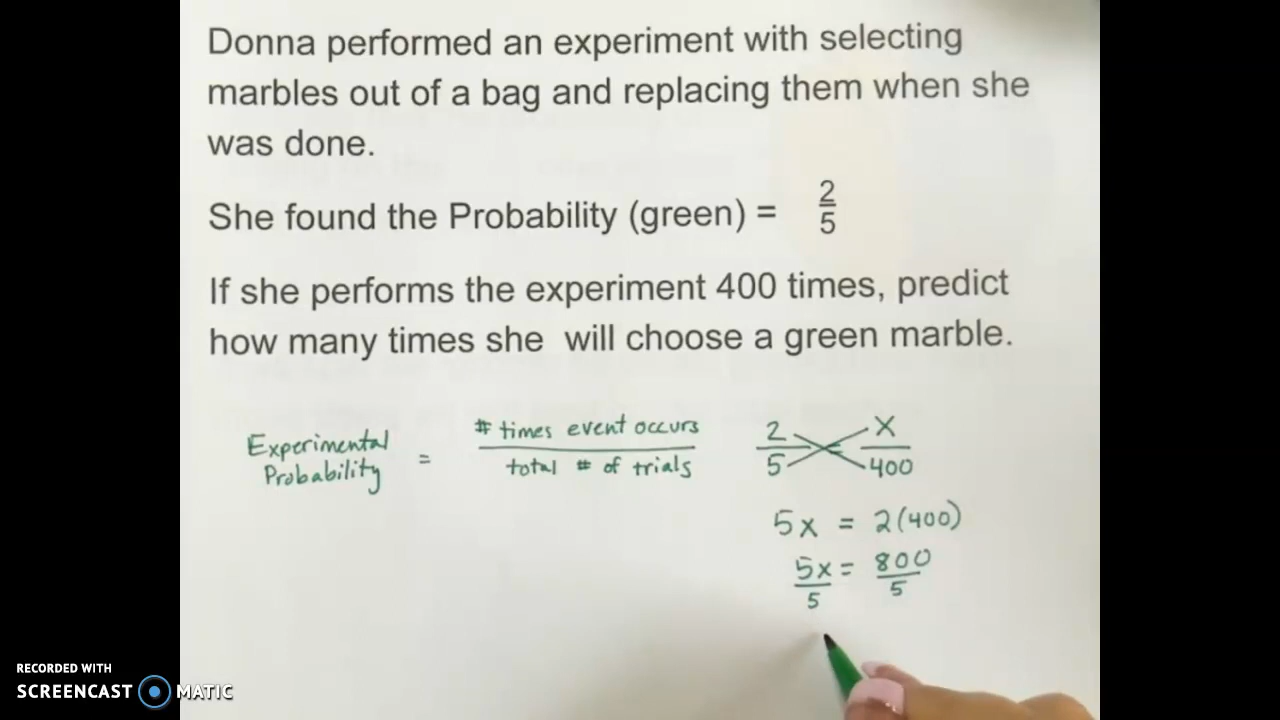 Donna performed an experiment with selecting
marbles out of a bag and replacing them when she
was done.
She found the Probability (green) = 2/5
If she performs the experiment 400 times, predict
how many times she will choose a green marble.
Experimental
Probability
=
# times event occurs
total # of trials
2/5
X/400
5x = 2(400)
5x/5 = 800/5
RECORDED WITH
SCREENCAST MATIC